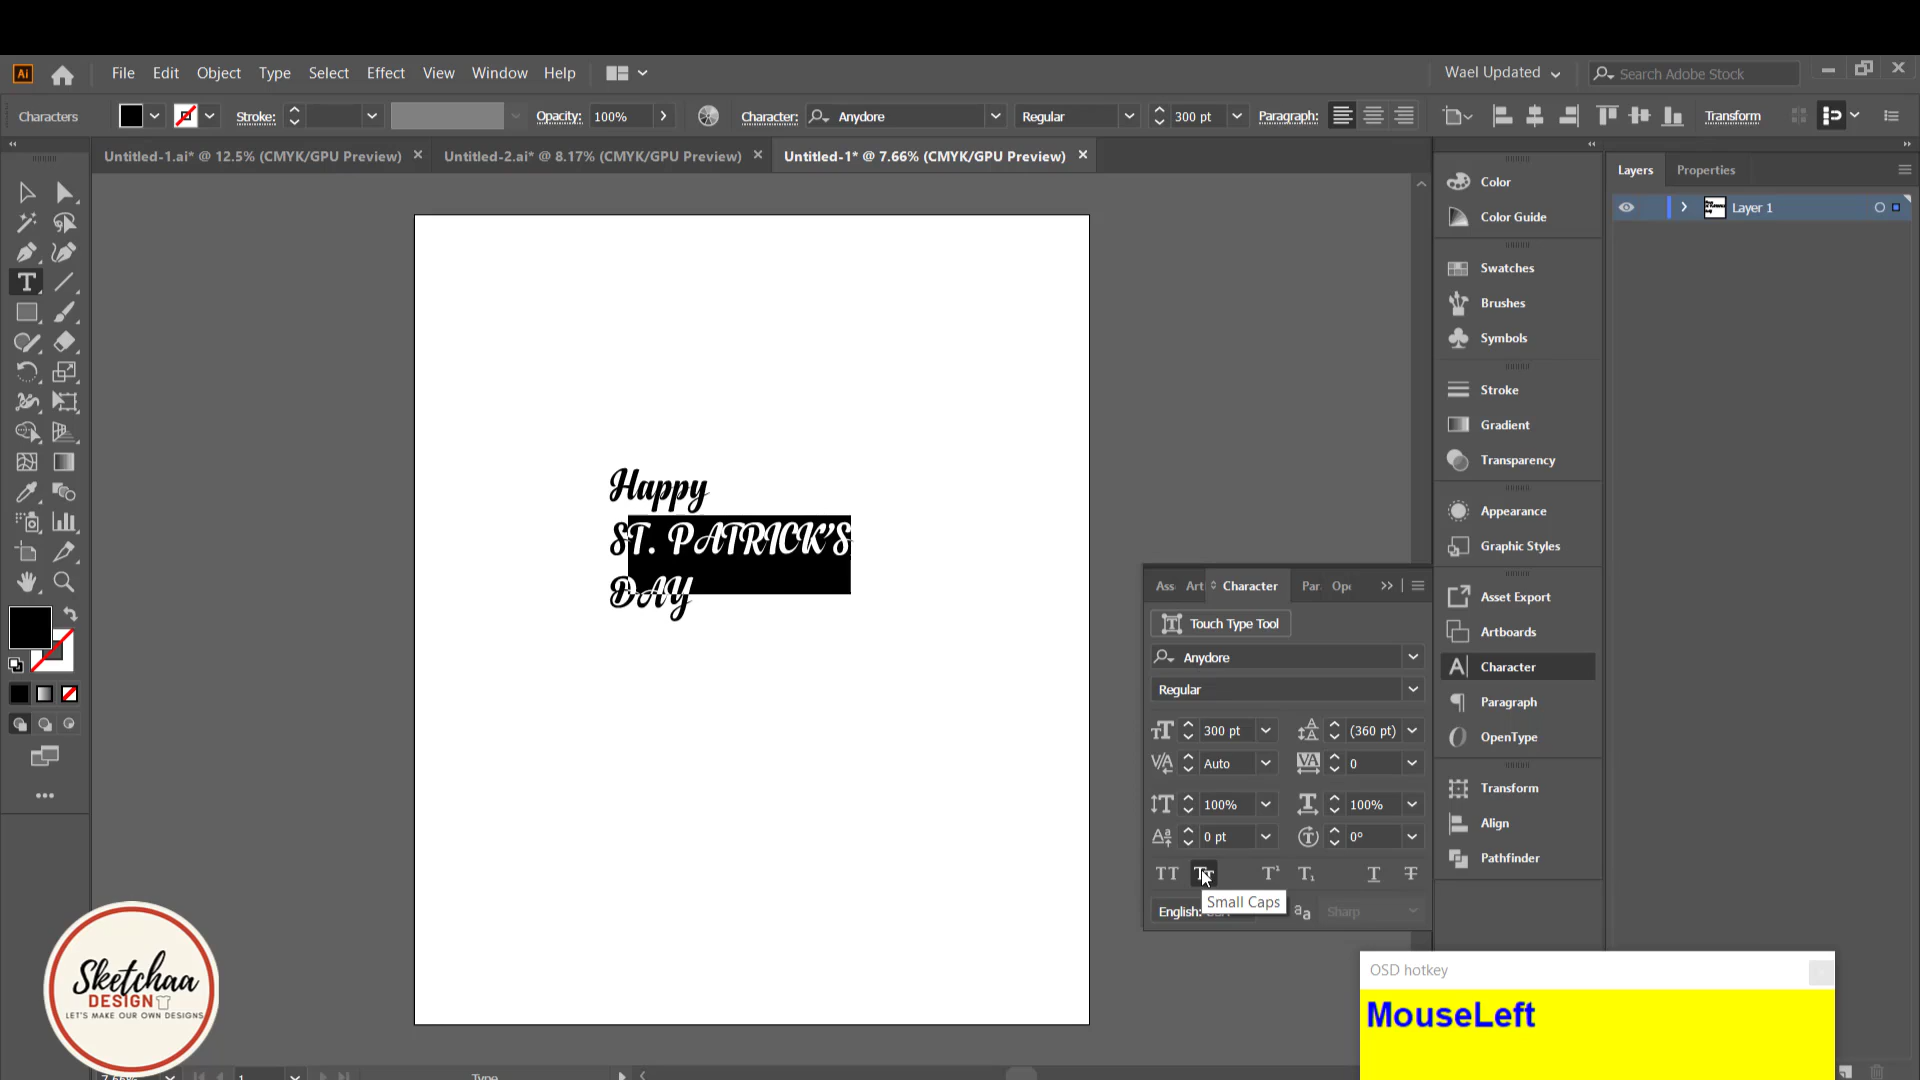 Ai
File Edit Object Type Select Effect View Window Help
Wael Updated
Search Adobe Stock
Characters
Stroke:
Opacity: 100%
Character: Anydore
Regular
300 pt
Paragraph:
Transform
Untitled-1.ai* @ 12.5% (CMYK/GPU Preview)
Untitled-2.ai* @ 8.17% (CMYK/GPU Preview)
Untitled-1* @ 7.66% (CMYK/GPU Preview)
Color
Color Guide
Swatches
Brushes
Symbols
Stroke
Gradient
Transparency
Appearance
Graphic Styles
Asset Export
Artboards
Character
Paragraph
OpenType
Transform
Align
Pathfinder
Layers Properties
Layer 1
Happy
ST. PATRICK'S
DAY
Ass Art Character Par Ope
Touch Type Tool
Anydore
Regular
300 pt (360 pt)
Auto 0
100% 100%
0 pt 0°
Small Caps
English:
Sharp
OSD hotkey
MouseLeft
Sketchaa
DESIGN
LET'S MAKE OUR OWN DESIGNS
7.66%
1
Type